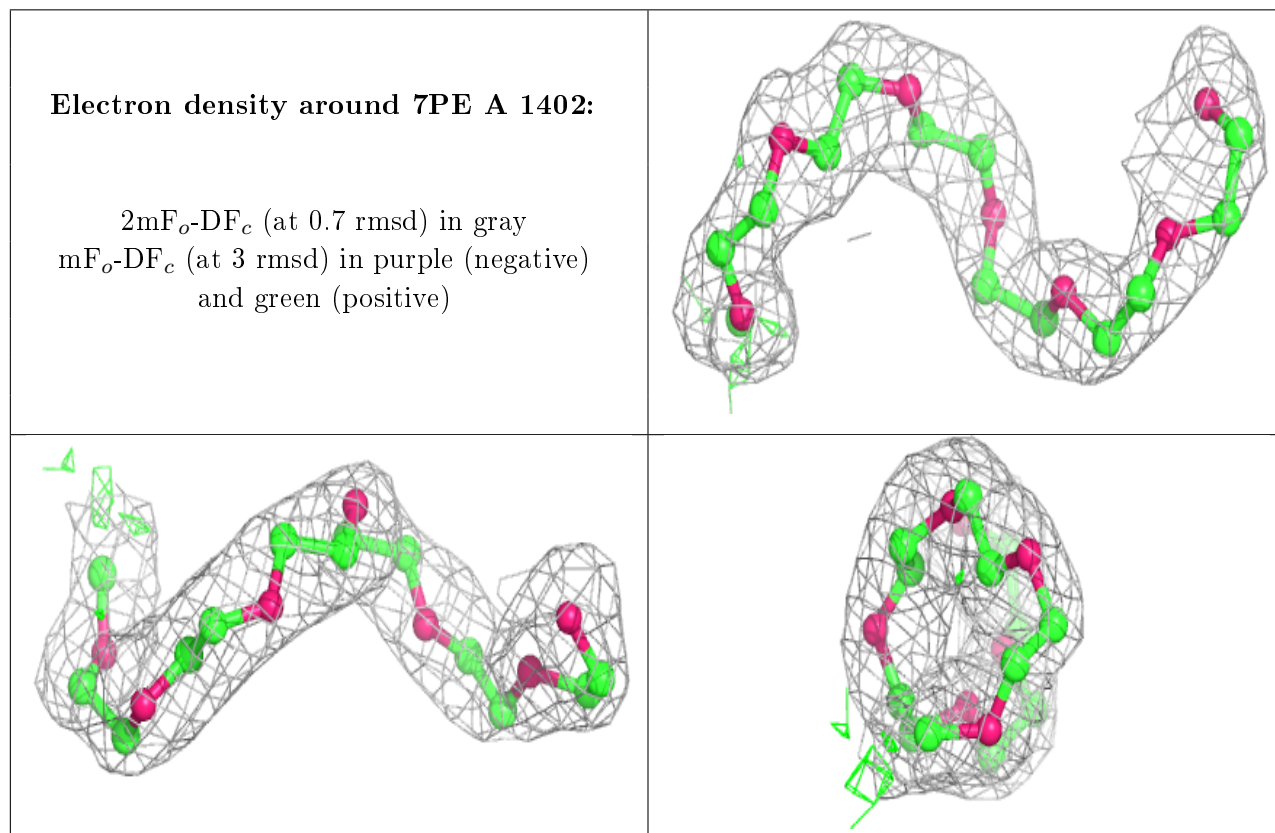 Electron density around 7PE A 1402:
2mFₒ-DF𝒸 (at 0.7 rmsd) in gray
mFₒ-DF𝒸 (at 3 rmsd) in purple (negative)
and green (positive)